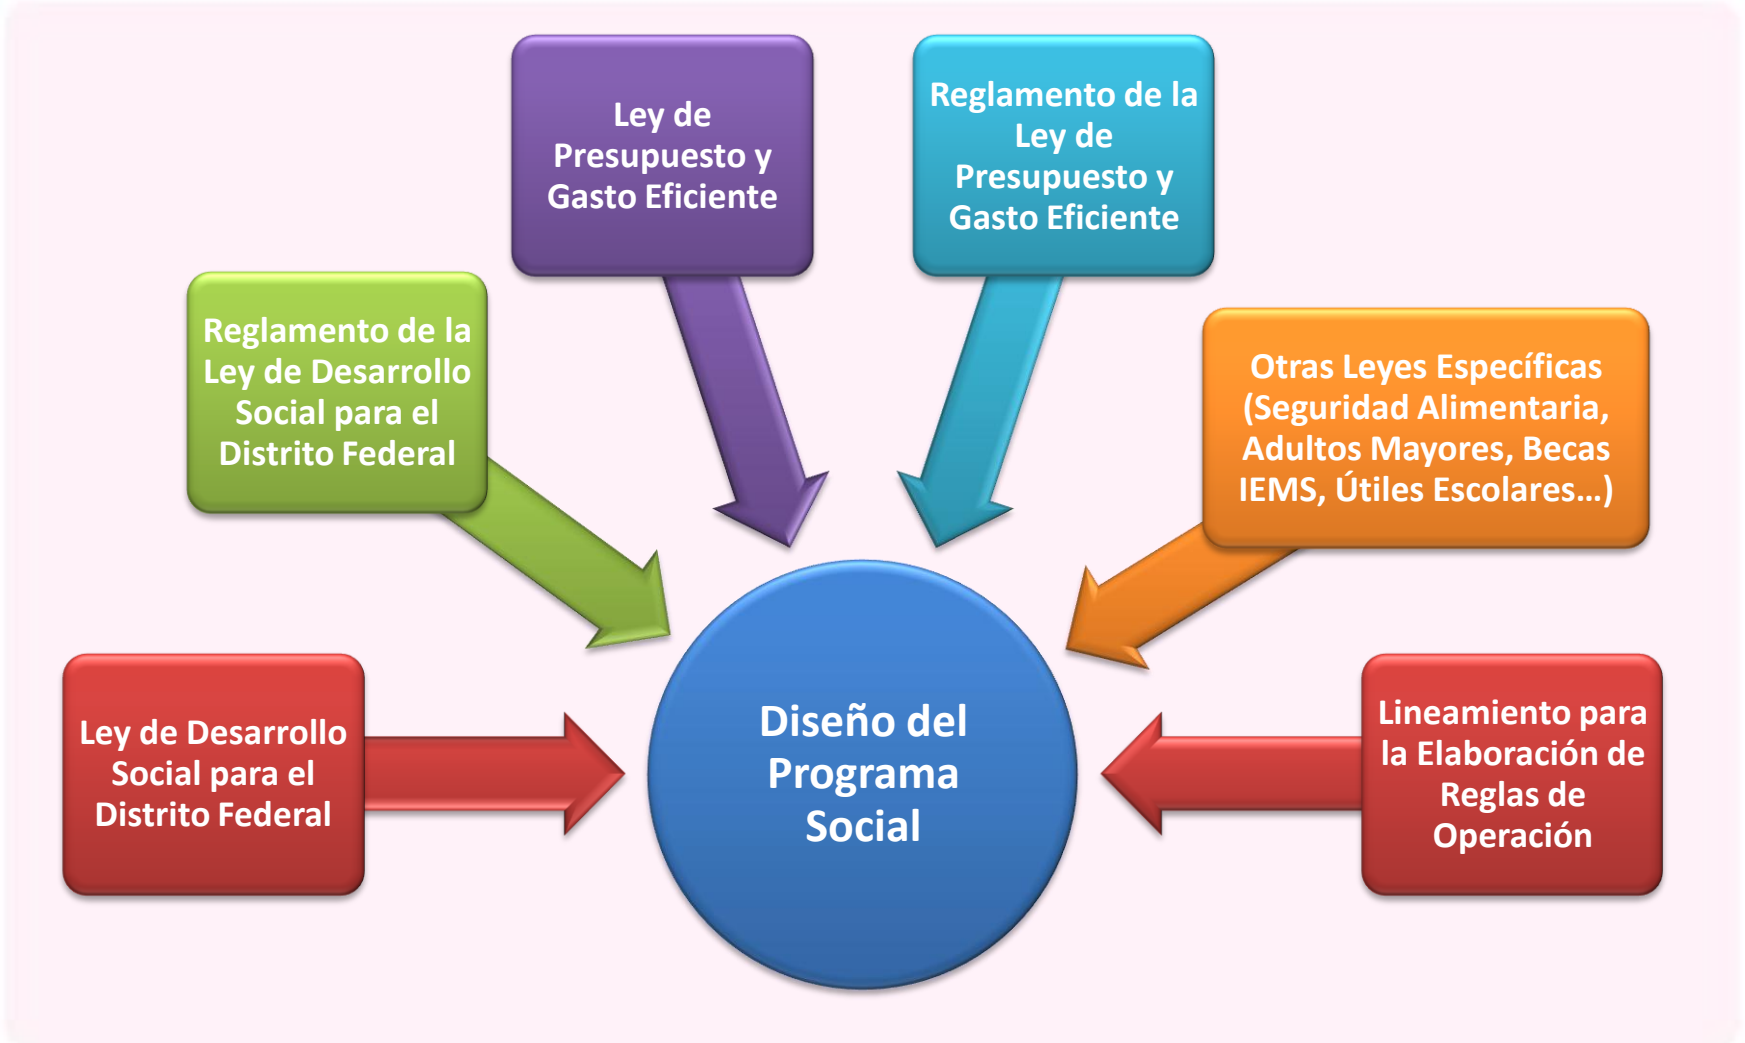 Ley de
Presupuesto y
Gasto Eficiente
Reglamento de la
Ley de
Presupuesto y
Gasto Eficiente
Reglamento de la
Ley de Desarrollo
Social para el
Distrito Federal
Otras Leyes Específicas
(Seguridad Alimentaria,
Adultos Mayores, Becas
IEMS, Útiles Escolares...)
Ley de Desarrollo
Social para el
Distrito Federal
Diseño del
Programa
Social
Lineamiento para
la Elaboración de
Reglas de
Operación